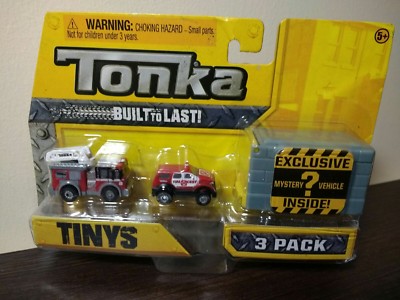 WARNING: CHOKING HAZARD - Small parts.
Not for children under 3 years.
5+
Tonka
BUILT TO LAST!
EXCLUSIVE
MYSTERY ? VEHICLE
INSIDE!
TINYS
3 PACK